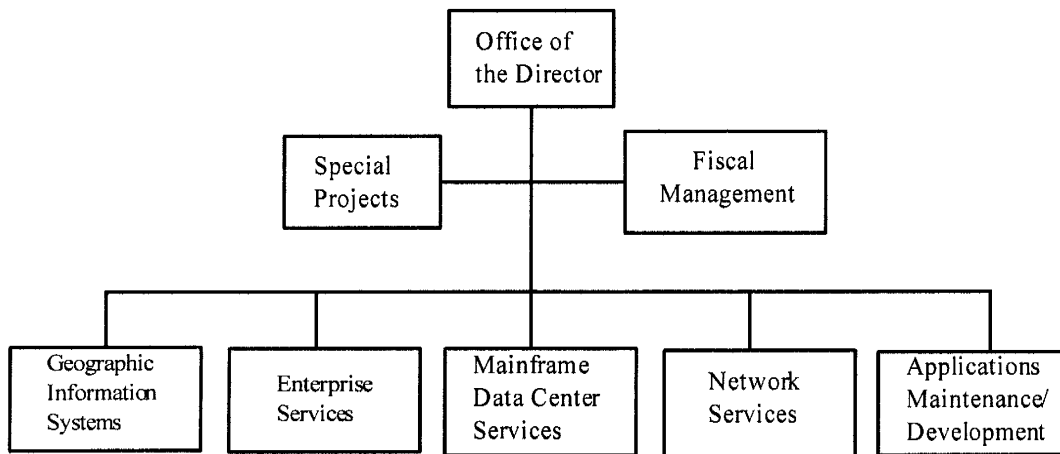 Office of
the Director
Special
Projects
Fiscal
Management
Geographic
Information
Systems
Enterprise
Services
Mainframe
Data Center
Services
Network
Services
Applications
Maintenance/
Development